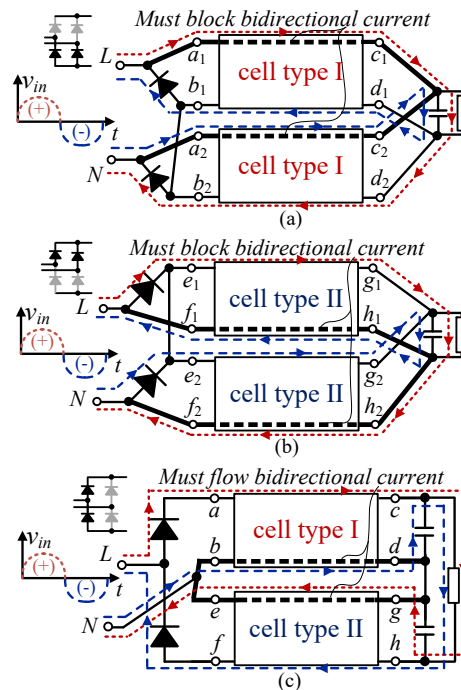 Must block bidirectional current
L
a1
c1
vin
(+)
cell type I
b1
d1
(-)
t
a2
c2
N
cell type I
b2
d2
(a)
Must block bidirectional current
e1
g1
L
cell type II
vin
f1
h1
(+)
(-)
t
e2
g2
N
cell type II
f2
h2
(b)
Must flow bidirectional current
a
c
vin
cell type I
L
b
d
(+)
(-)
t
e
g
N
cell type II
f
h
(c)